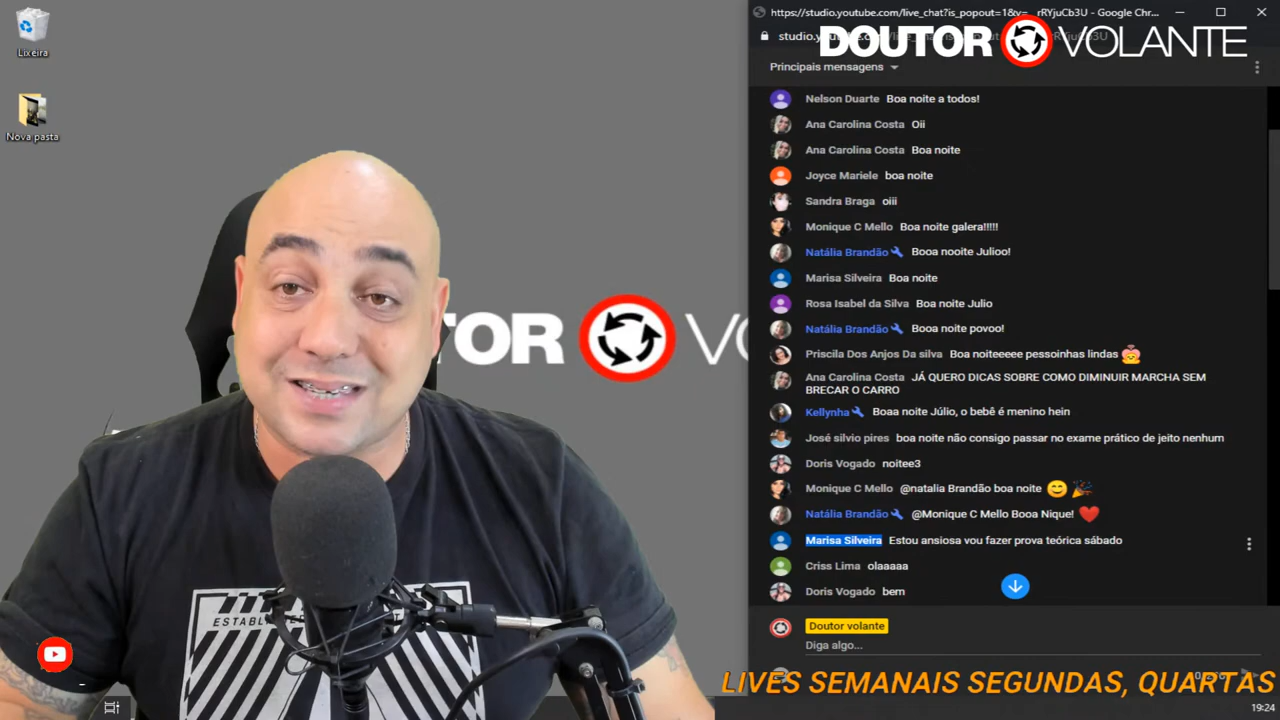 Lixeira
Nova pasta
https://studio.youtube.com/live_chat?is_popout=1&v=_rRYjuCb3U - Google Chr...
studio.youtube.com/live_chat?is_popout
DOUTOR VOLANTE
Principais mensagens
Nelson Duarte Boa noite a todos!
Ana Carolina Costa Oii
Ana Carolina Costa Boa noite
Joyce Mariele boa noite
Sandra Braga oiii
Monique C Mello Boa noite galera!!!!!
Natália Brandão Booa nooite Julioo!
Marisa Silveira Boa noite
Rosa Isabel da Silva Boa noite Julio
Natália Brandão Booa noite povoo!
Priscila Dos Anjos Da silva Boa noiteeeee pessoinhas lindas
Ana Carolina Costa JÁ QUERO DICAS SOBRE COMO DIMINUIR MARCHA SEM
BRECAR O CARRO
Kellynha Boaa noite Júlio, o bebê é menino hein
José silvio pires boa noite não consigo passar no exame prático de jeito nenhum
Doris Vogado noitee3
Monique C Mello @natalia Brandão boa noite
Natália Brandão @Monique C Mello Booa Nique!
Marisa Silveira Estou ansiosa vou fazer prova teórica sábado
Criss Lima olaaaaa
Doris Vogado bem
Doutor volante
Diga algo...
TOR VO
ESTABL
LIVES SEMANAIS SEGUNDAS, QUARTAS
19:24